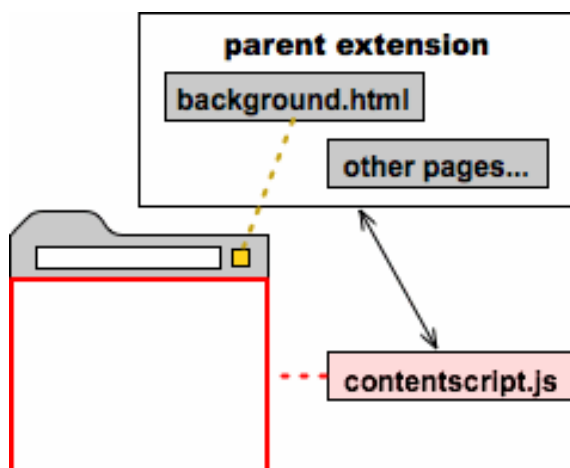 parent extension
background.html
other pages...
contentscript.js